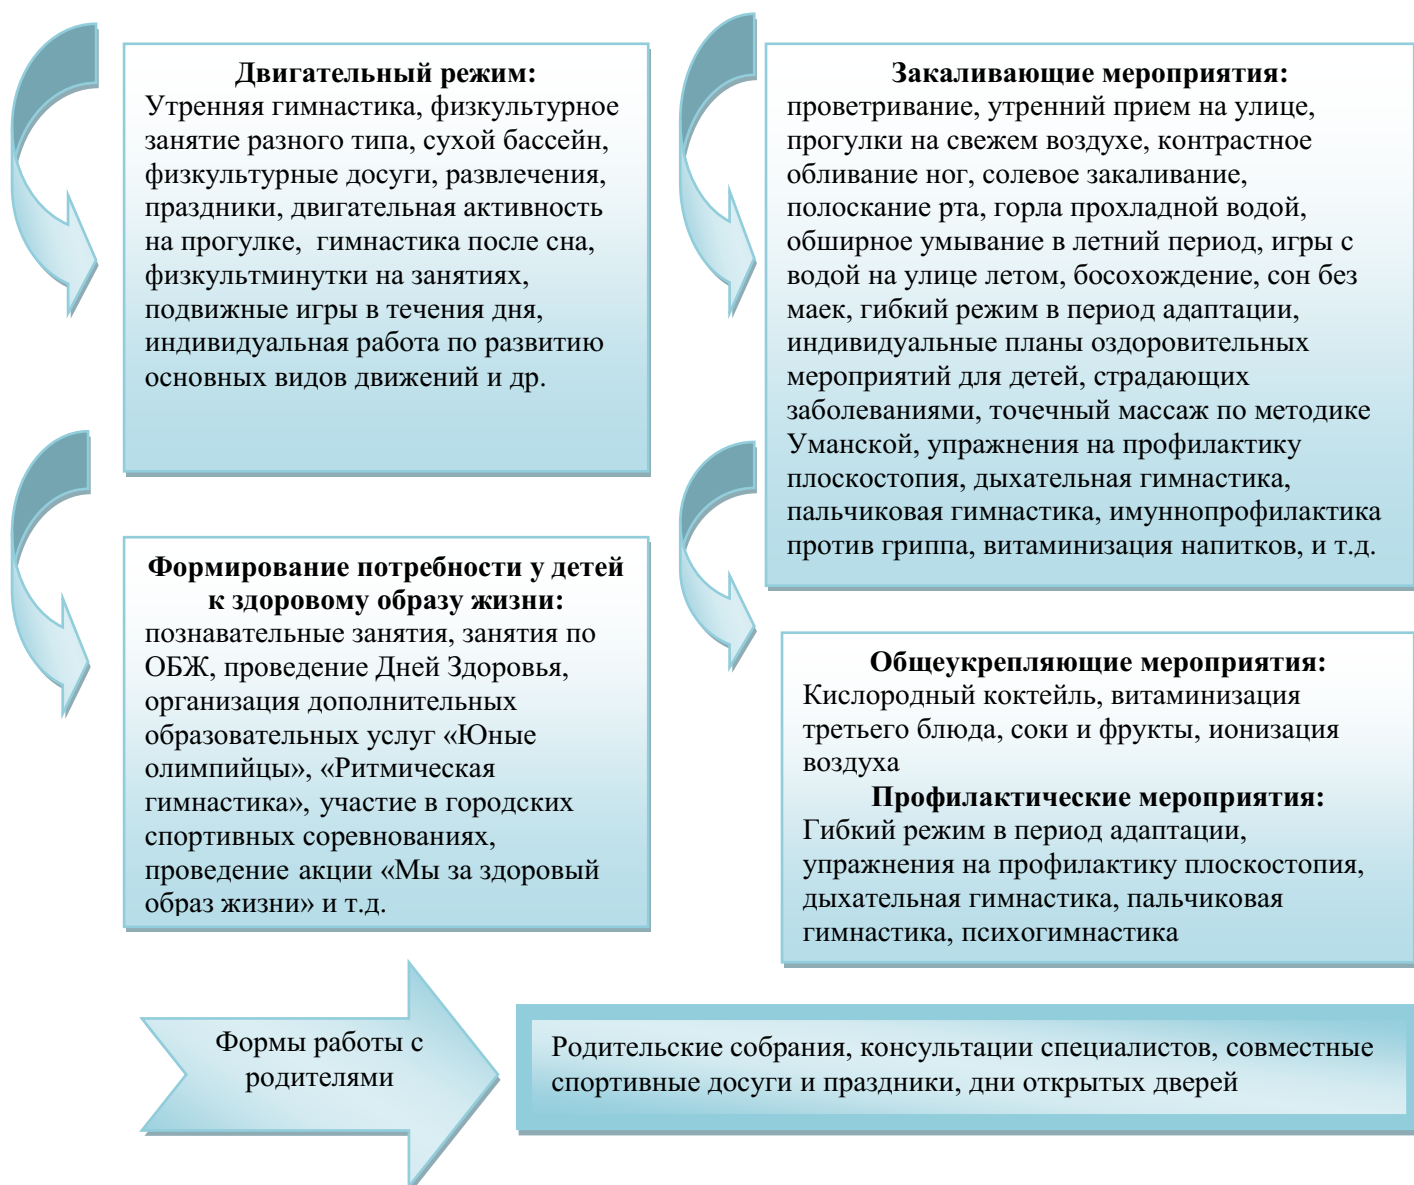 Двигательный режим:
Утренняя гимнастика, физкультурное
занятие разного типа, сухой бассейн,
физкультурные досуги, развлечения,
праздники, двигательная активность
на прогулке,  гимнастика после сна,
физкультминутки на занятиях,
подвижные игры в течения дня,
индивидуальная работа по развитию
основных видов движений и др.
Закаливающие мероприятия:
проветривание, утренний прием на улице,
прогулки на свежем воздухе, контрастное
обливание ног, солевое закаливание,
полоскание рта, горла прохладной водой,
обширное умывание в летний период, игры с
водой на улице летом, босохождение, сон без
маек, гибкий режим в период адаптации,
индивидуальные планы оздоровительных
мероприятий для детей, страдающих
заболеваниями, точечный массаж по методике
Уманской, упражнения на профилактику
плоскостопия, дыхательная гимнастика,
пальчиковая гимнастика, имуннопрофилактика
против гриппа, витаминизация напитков, и т.д.
Формирование потребности у детей
к здоровому образу жизни:
познавательные занятия, занятия по
ОБЖ, проведение Дней Здоровья,
организация дополнительных
образовательных услуг «Юные
олимпийцы», «Ритмическая
гимнастика», участие в городских
спортивных соревнованиях,
проведение акции «Мы за здоровый
образ жизни» и т.д.
Общеукрепляющие мероприятия:
Кислородный коктейль, витаминизация
третьего блюда, соки и фрукты, ионизация
воздуха
Профилактические мероприятия:
Гибкий режим в период адаптации,
упражнения на профилактику плоскостопия,
дыхательная гимнастика, пальчиковая
гимнастика, психогимнастика
Формы работы с
родителями
Родительские собрания, консультации специалистов, совместные
спортивные досуги и праздники, дни открытых дверей